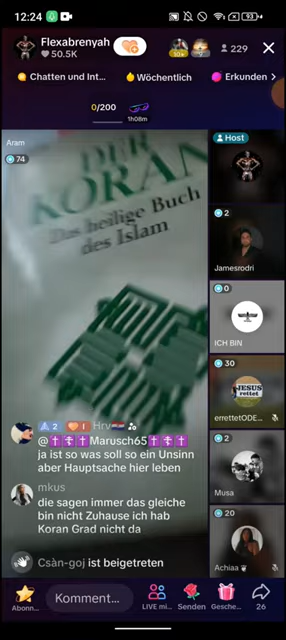 12:24
93
Flexabrenyah
50.5K
10+
229
Chatten und Int...
Wöchentlich
Erkunden
0/200
1h08m
Aram
74
DER
KORAN
Das heilige Buch
des Islam
Host
2
Jamesrodri
0
ICH BIN
30
JESUS
rettet
errettetODE...
2
Musa
20
Achiaa
2 1 Hrv
@Marusch65
ja ist so was soll so ein Unsinn
aber Hauptsache hier leben
mkus
die sagen immer das gleiche
bin nicht Zuhause ich hab
Koran Grad nicht da
Csàn-goj ist beigetreten
Abonn...
Komment...
LIVE mi...
Senden
Gesche...
26